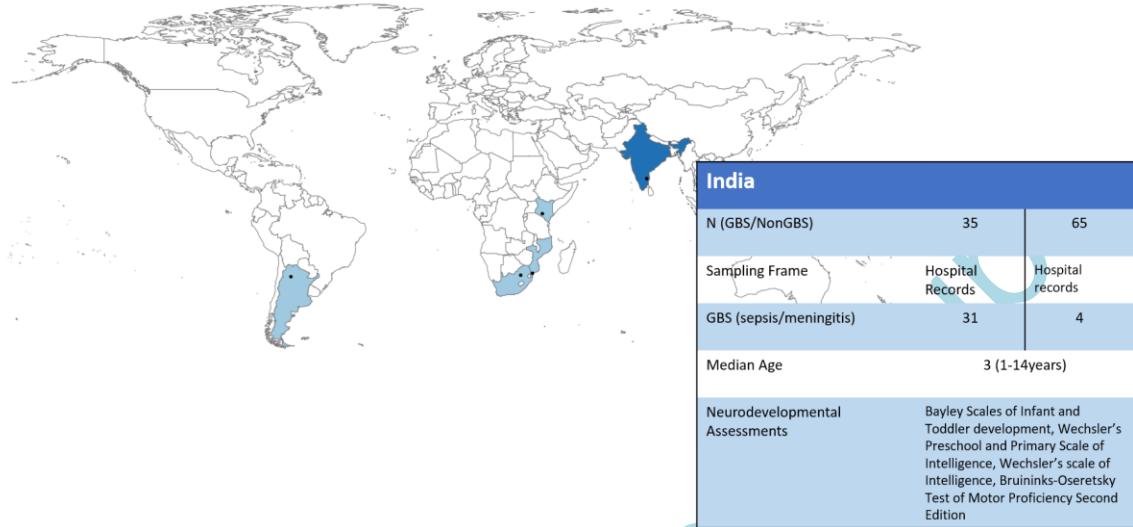 India
N (GBS/NonGBS) 35 65
Sampling Frame Hospital Hospital
Records records
GBS (sepsis/meningitis) 31 4
Median Age 3 (1-14years)
Neurodevelopmental Bayley Scales of Infant and
Assessments Toddler development, Wechsler's
Preschool and Primary Scale of
Intelligence, Wechsler's scale of
Intelligence, Bruininks-Oseretsky
Test of Motor Proficiency Second
Edition